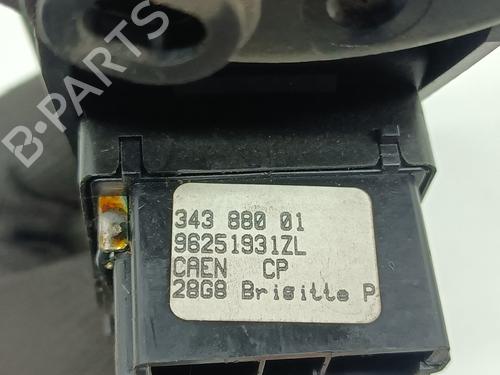 B-PARTS
343 880 01
96251931ZL
CAEN CP
28G8 Brigitte P